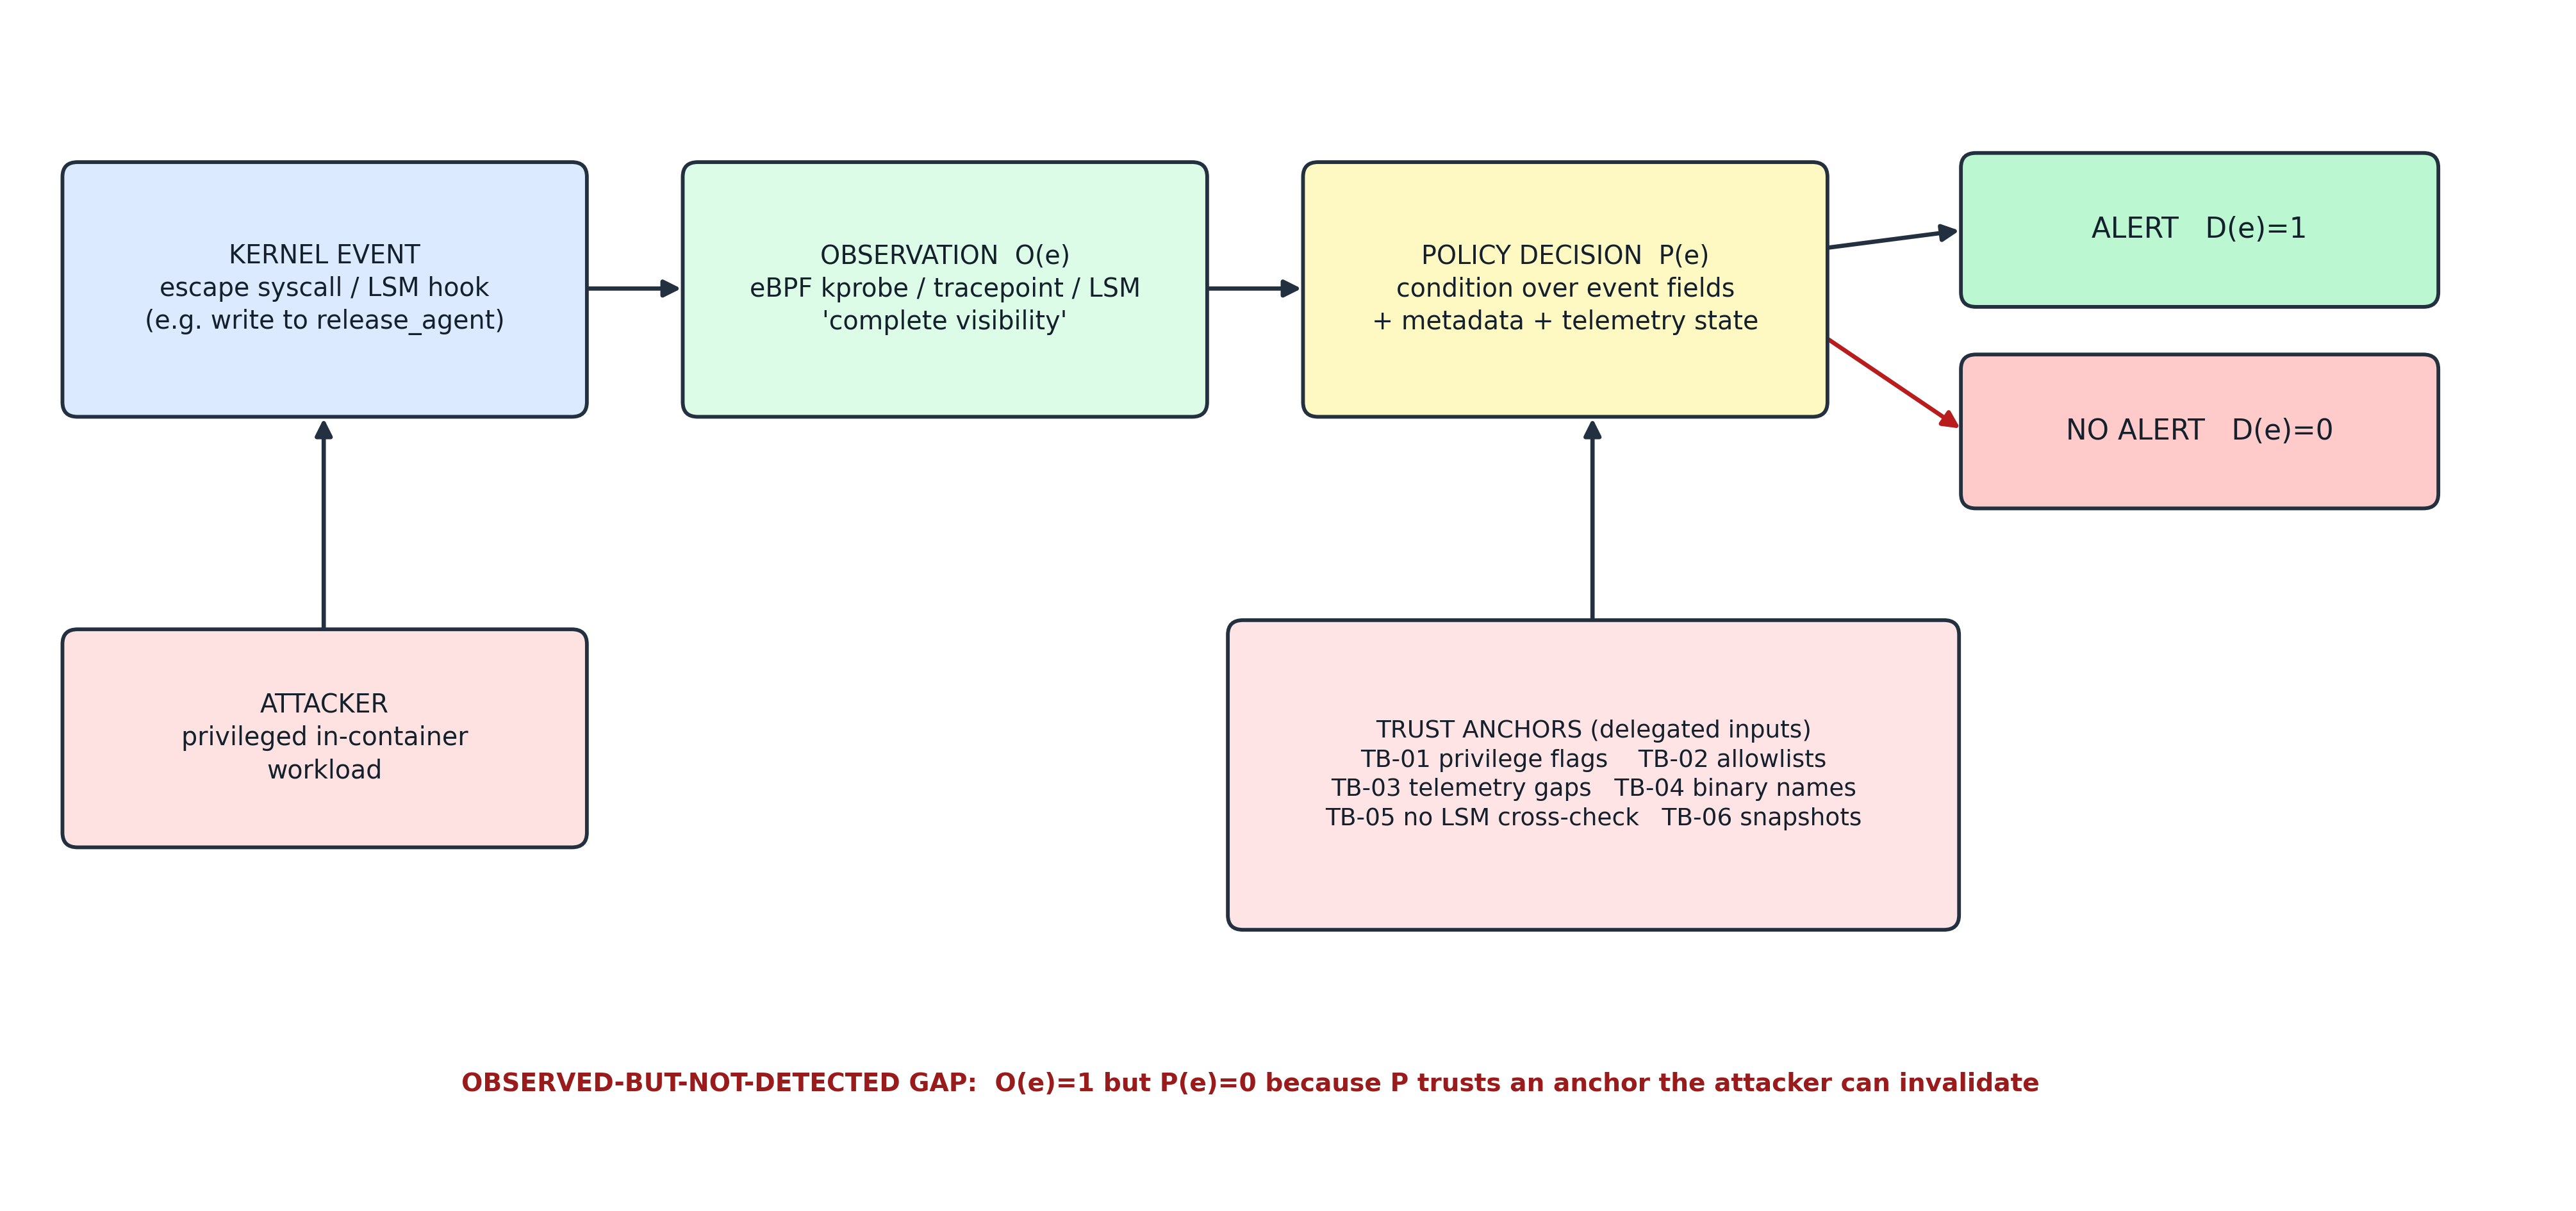 KERNEL EVENT
escape syscall / LSM hook
(e.g. write to release_agent)
OBSERVATION  O(e)
eBPF kprobe / tracepoint / LSM
'complete visibility'
POLICY DECISION  P(e)
condition over event fields
+ metadata + telemetry state
ALERT   D(e)=1
NO ALERT   D(e)=0
ATTACKER
privileged in-container
workload
TRUST ANCHORS (delegated inputs)
TB-01 privilege flags    TB-02 allowlists
TB-03 telemetry gaps   TB-04 binary names
TB-05 no LSM cross-check   TB-06 snapshots
OBSERVED-BUT-NOT-DETECTED GAP:  O(e)=1 but P(e)=0 because P trusts an anchor the attacker can invalidate